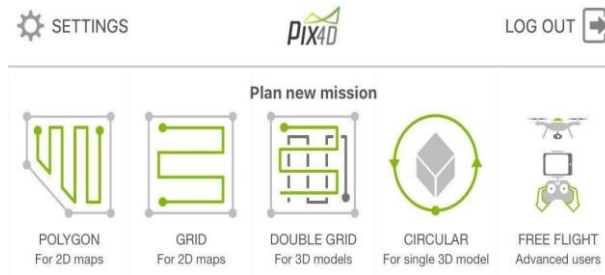 SETTINGS
PIX4D
LOG OUT
Plan new mission
POLYGON
For 2D maps
GRID
For 2D maps
DOUBLE GRID
For 3D models
CIRCULAR
For single 3D model
FREE FLIGHT
Advanced users